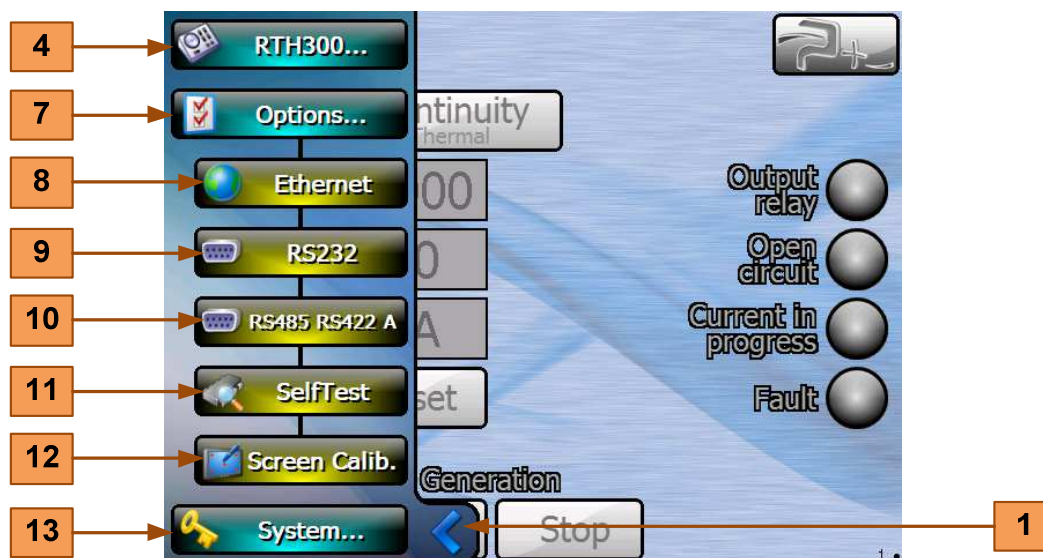 4
RTH300...
7
Options...
ntinuity
Thermal
8
Ethernet
00
Output
relay
9
RS232
0
Open
circuit
10
RS485 RS422 A
A
Current in
progress
11
SelfTest
set
Fault
12
Screen Calib.
Generation
13
System...
Stop
1